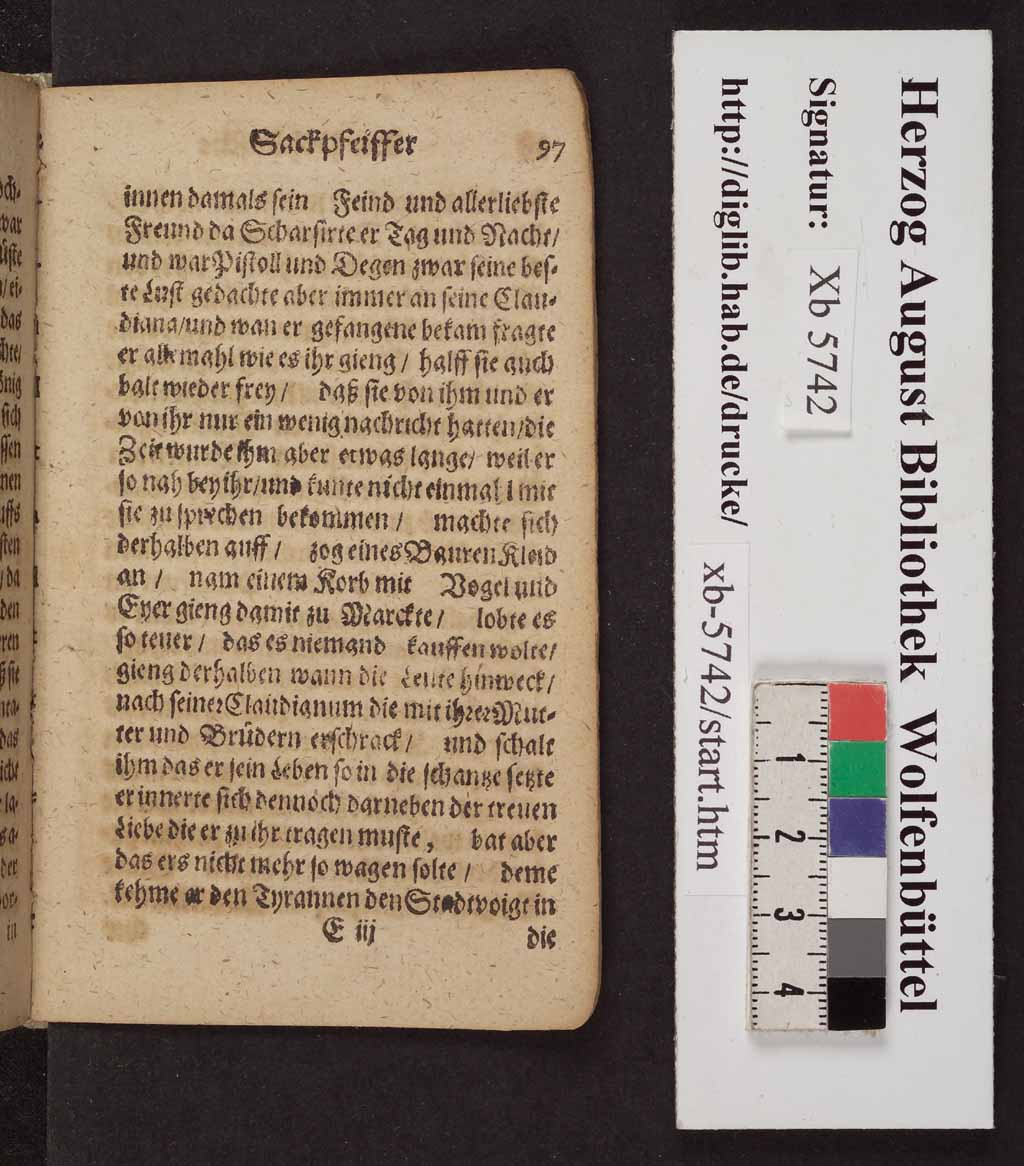 Sackpfeiffer 97
innen damals sein Feind und allerliebste
Freund da Scharsirte er Tag und Nacht/
und war Pistoll und Degen zwar seine bes-
te Lust gedachte aber immer an seine Clau-
diana/und wan er gefangene bekam fragte
er allemahl wie es ihr gieng/ halff sie auch
balt wieder frey/ daß sie von ihm und er
von ihr nur ein wenig nachricht hatten/die
Zeit wurde ihm aber etwas lange/ weil er
so nah bey ihr/und kunte nicht einmal l mit
sie zu sprechen bekommen/ machte sich
derhalben auff/ zog eines Bauren Kleid
an/ nam einem Korb mit Vogel und
Eyer gieng damit zu Marckte/ lobte es
so teuer/ das es niemand kauffen wolte/
gieng derhalben wann die Leute hinweck/
nach seiner Claudianum die mit ihrer Mut-
ter und Brüdern erschrack/ und schalt
ihm das er sein Leben so in die schantze setzte
erinnerte sich dennoch darneben der treuen
Liebe die er zu ihr tragen muste, bat aber
das ers nicht mehr so wagen solte/ deme
kehme er den Tyrannen den Stadtvoigt in
E iij die
Herzog August Bibliothek Wolfenbüttel
Signatur: Xb 5742
http://diglib.hab.de/drucke/ xb-5742/start.htm
1 2 3 4